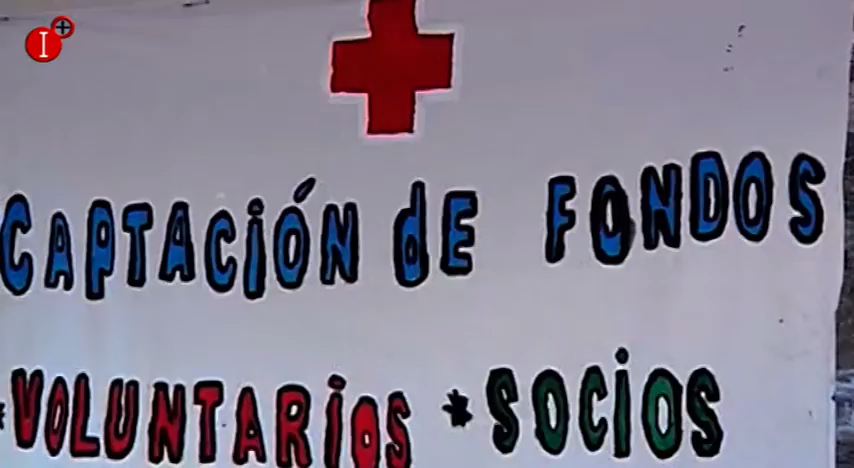 I+
CAPTACIÓN dE FONDOS
*VOLUNTARiOS *SOCiOS